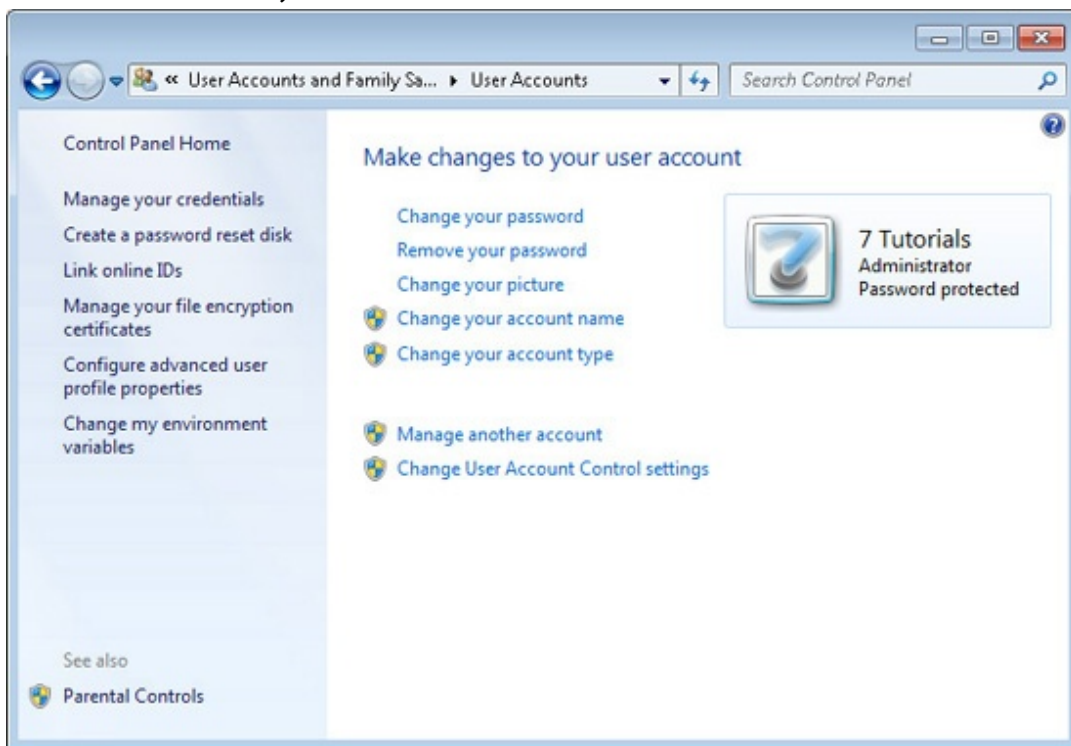 « User Accounts and Family Sa... ▸ User Accounts
Search Control Panel
Control Panel Home
Manage your credentials
Create a password reset disk
Link online IDs
Manage your file encryption
certificates
Configure advanced user
profile properties
Change my environment
variables
See also
Parental Controls
Make changes to your user account
Change your password
Remove your password
Change your picture
Change your account name
Change your account type
Manage another account
Change User Account Control settings
7 Tutorials
Administrator
Password protected